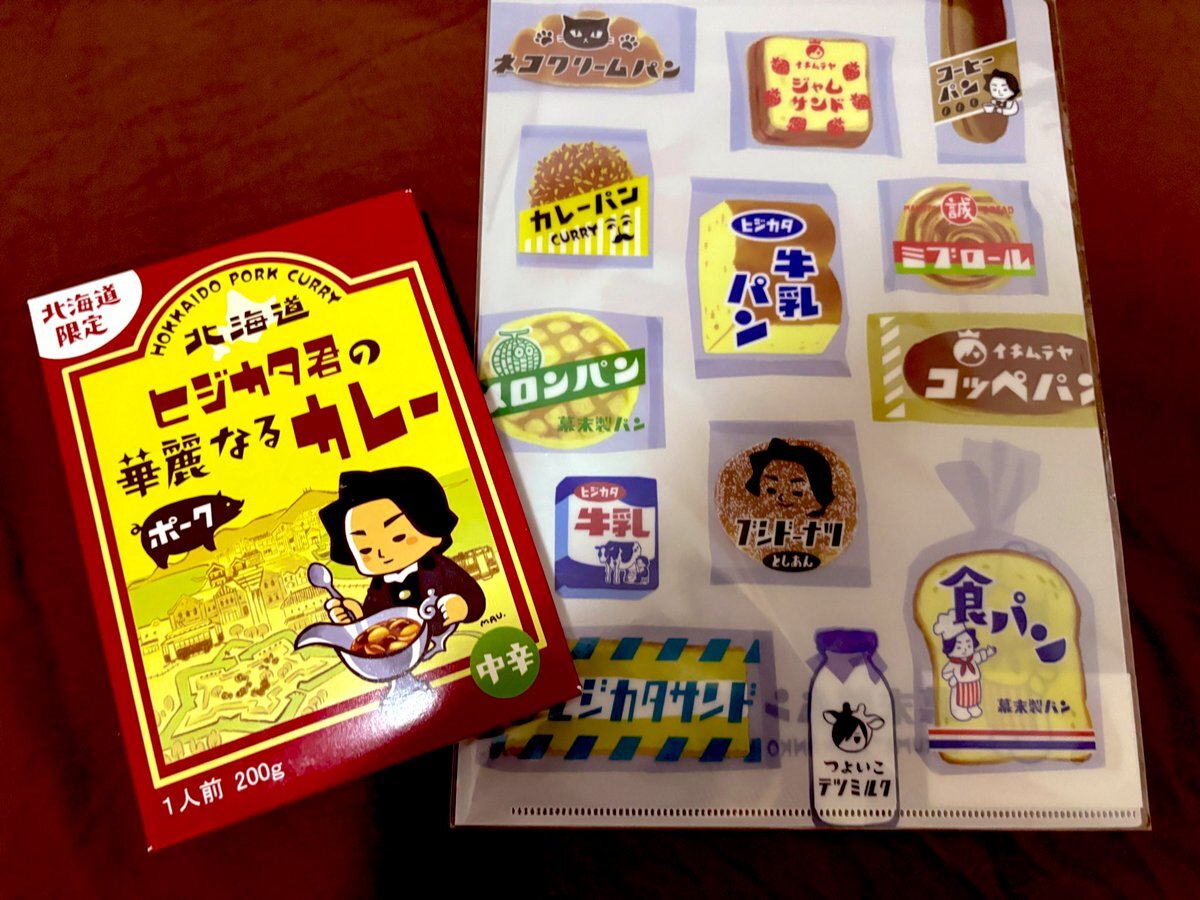 北海道
限定
HOKKAIDO PORK CURRY
北海道
ヒジカタ君の
華麗なる
カレー
ポーク
MAU.
中辛
1人前 200g
ネコクリームパン
イチムラヤ
ジャム
サンド
コーヒー
パン
カレーパン
CURRY
ヒジカタ
牛乳
パン
誠
ミブロール
メロンパン
幕末製パン
イチムラヤ
コッペパン
ヒジカタ
牛乳
ブシドーナツ
こしあん
食パン
幕末製パン
ヒジカタサンド
つよいこ
テツミルク